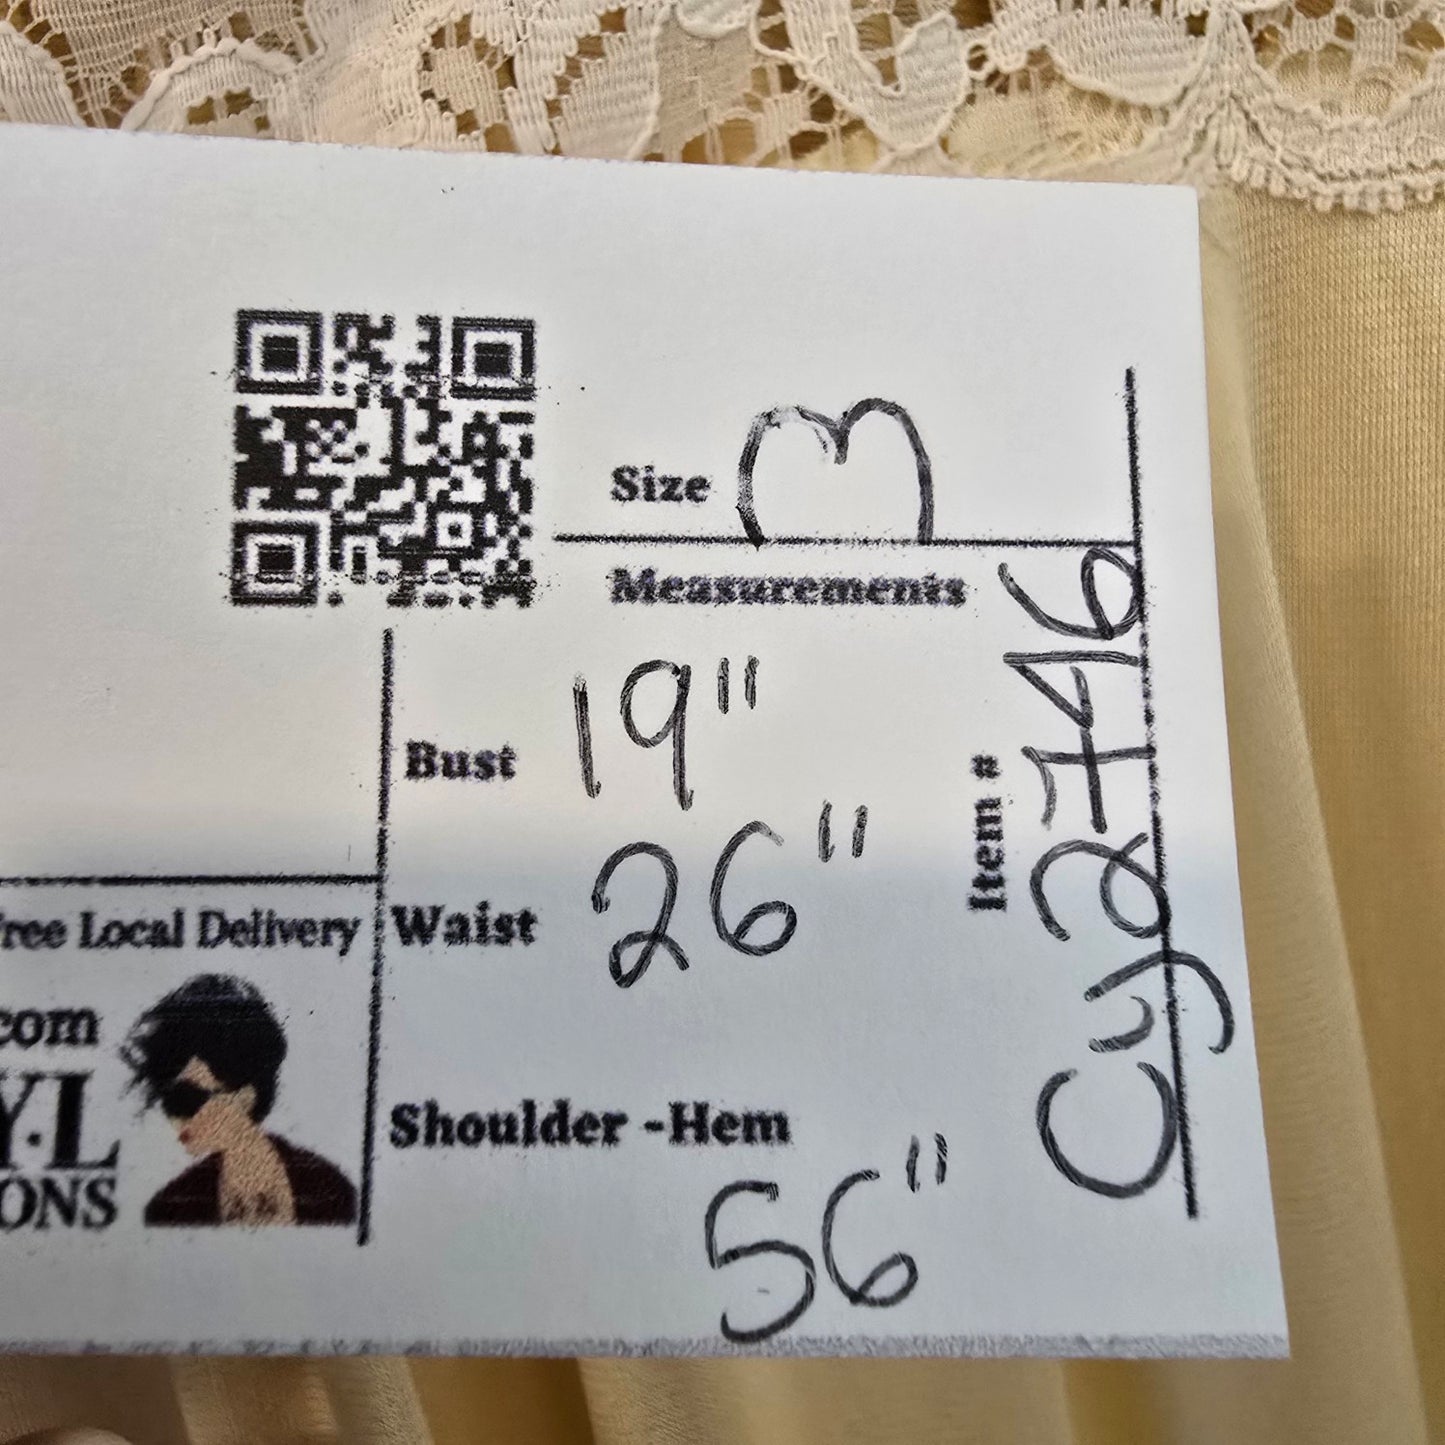 Size M
Measurements
Bust 19"
Waist 26"
Shoulder -Hem
56"
Item #
Cy2746
Free Local Delivery
.com
Y.L
ONS